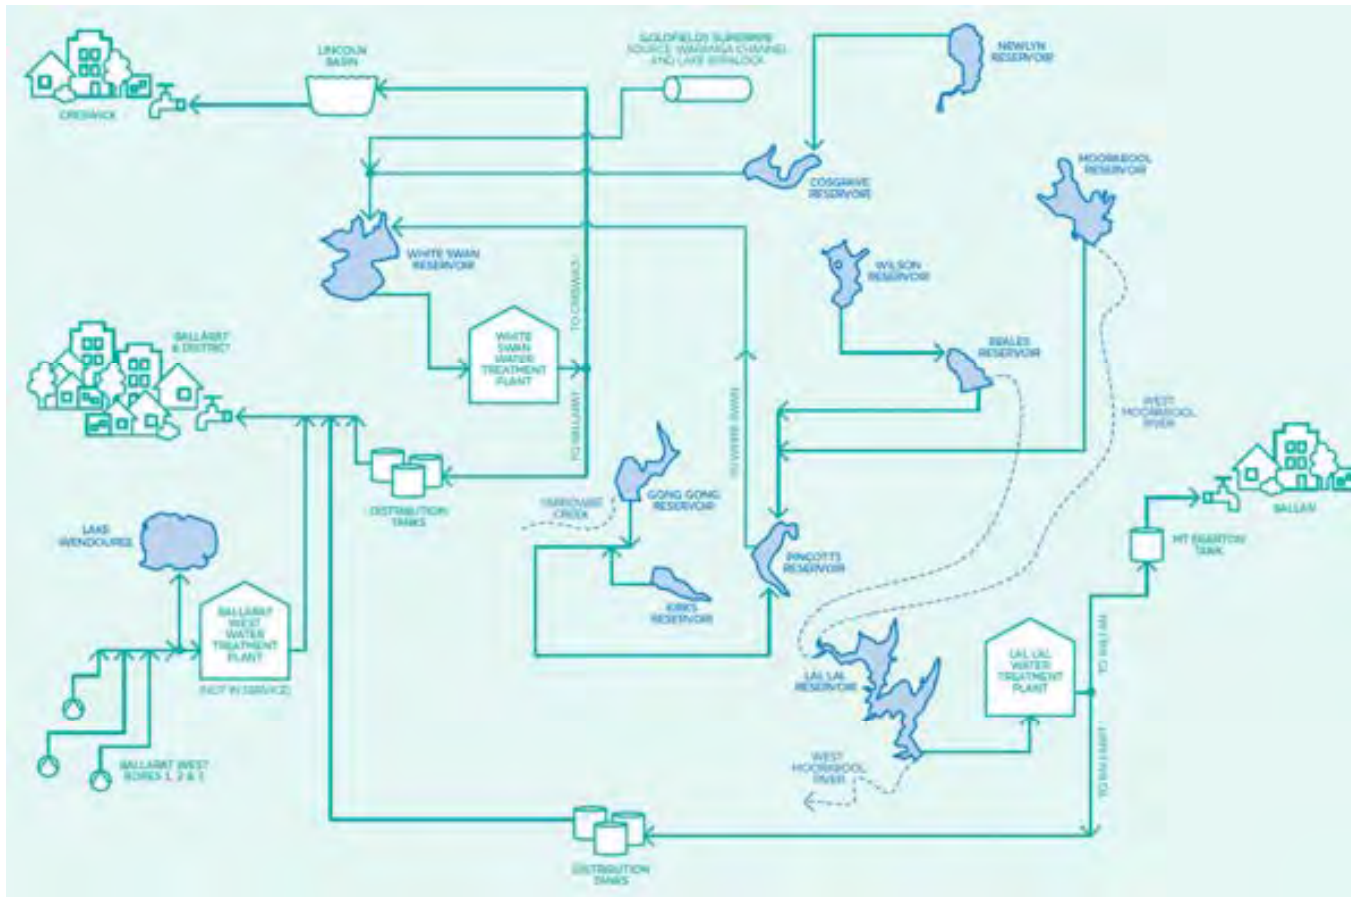 LINCOLN
BASIN
CRESWICK
GOLDFIELDS SUPERPIPE
SOURCE: WARANGA CHANNEL
AND LAKE EPPALOCK
NEWLYN
RESERVOIR
COSGRAVE
RESERVOIR
MOORABOOL
RESERVOIR
WHITE SWAN
RESERVOIR
WILSON
RESERVOIR
TO CRESWICK
BALLARAT
& DISTRICT
WHITE
SWAN
WATER
TREATMENT
PLANT
BEALES
RESERVOIR
TO BALLARAT
TO WHITE SWAN
WEST
MOORABOOL
RIVER
DISTRIBUTION
TANKS
YARROWEE
CREEK
GONG GONG
RESERVOIR
BALLAN
LAKE
WENDOUREE
PINCOTTS
RESERVOIR
MT EGERTON
TANK
KIRKS
RESERVOIR
BALLARAT
WEST
WATER
TREATMENT
PLANT
(NOT IN SERVICE)
LAL LAL
RESERVOIR
LAL LAL
WATER
TREATMENT
PLANT
TO BALLAN
TO BALLARAT
WEST
MOORABOOL
RIVER
BALLARAT WEST
BORES 1, 2 & 3
DISTRIBUTION
TANKS